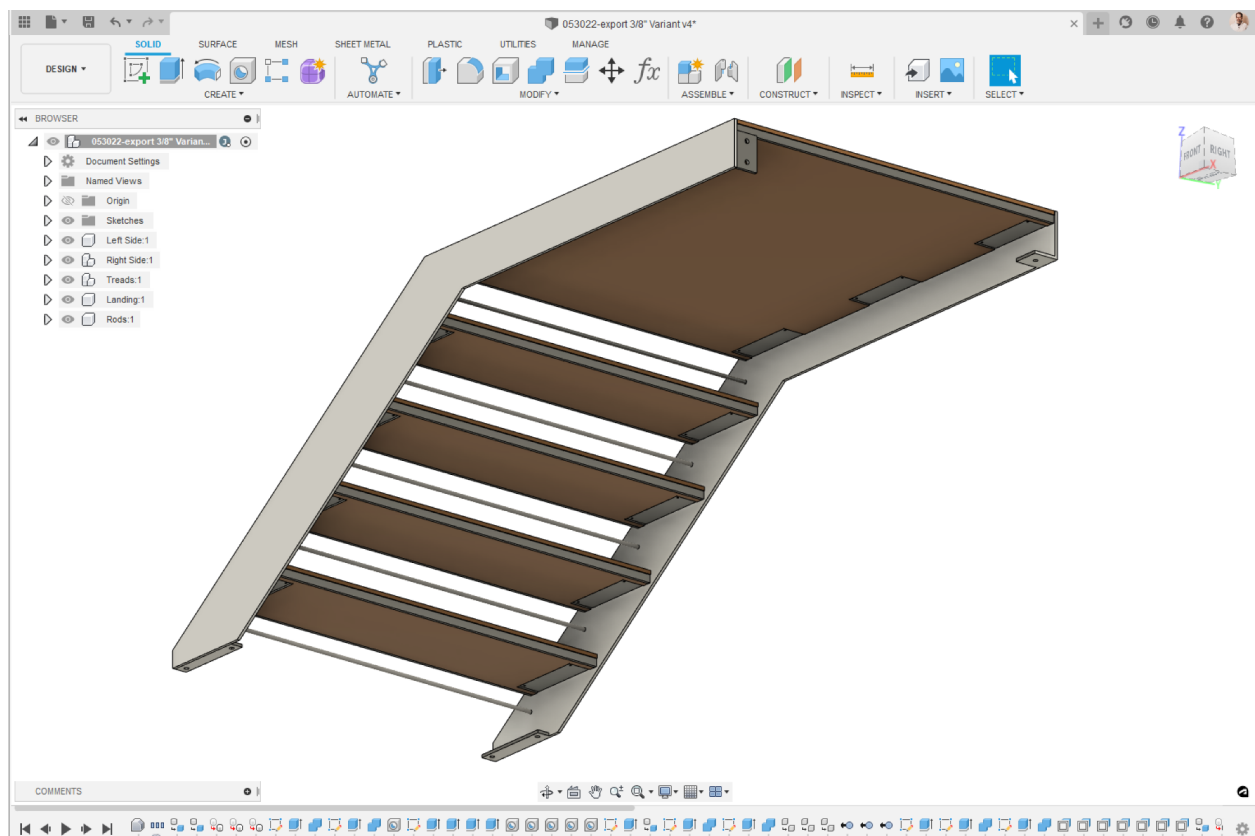 053022-export 3/8" Variant v4*
DESIGN
SOLID SURFACE MESH SHEET METAL PLASTIC UTILITIES MANAGE
fx
CREATE AUTOMATE MODIFY ASSEMBLE CONSTRUCT INSPECT INSERT SELECT
BROWSER
053022-export 3/8" Varian...
Document Settings
Named Views
Origin
Sketches
Left Side:1
Right Side:1
Treads:1
Landing:1
Rods:1
Z
FRONT RIGHT
X
Y
COMMENTS